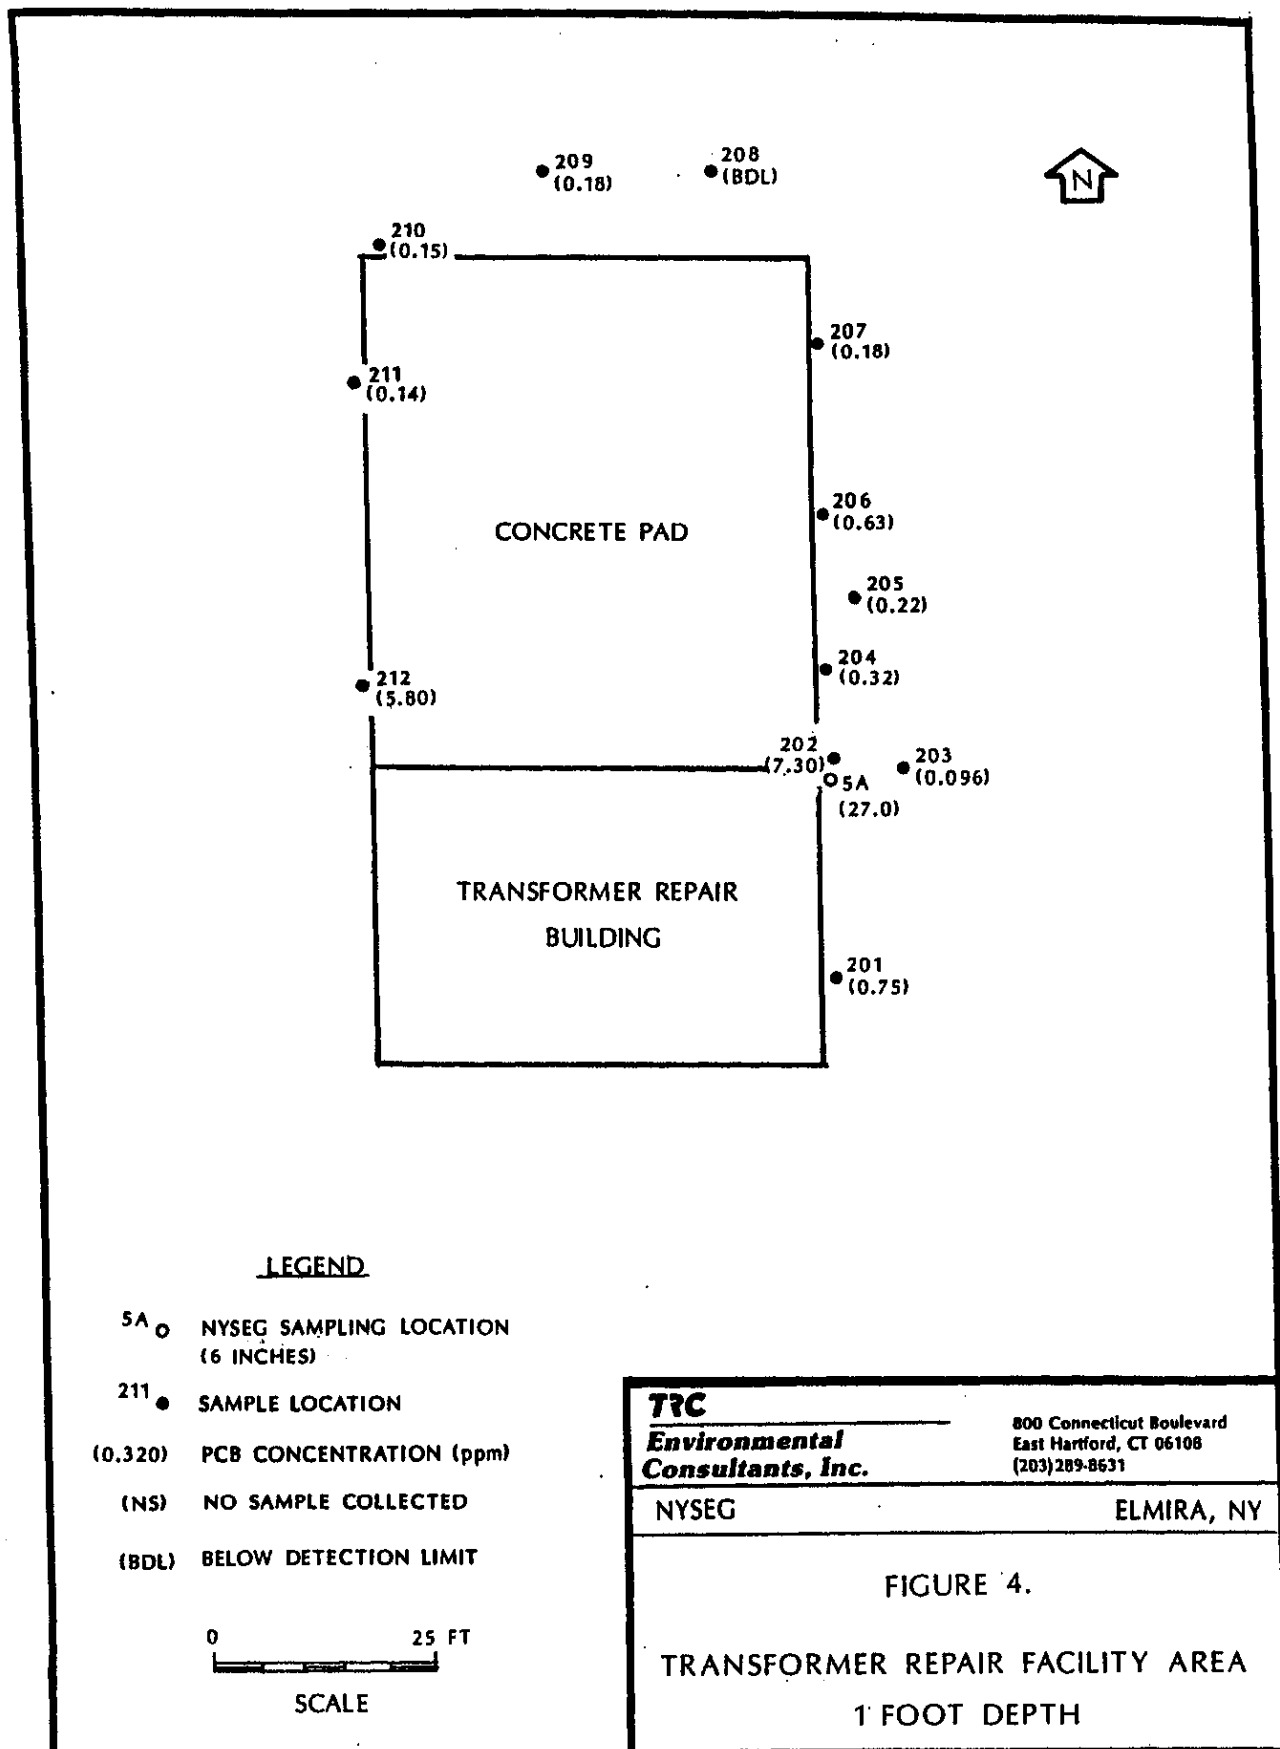 209
(0.18)
208
(BDL)
N
210
(0.15)
207
(0.18)
211
(0.14)
206
(0.63)
CONCRETE PAD
205
(0.22)
204
(0.32)
212
(5.80)
202
(7.30)
203
(0.096)
5A
(27.0)
TRANSFORMER REPAIR
BUILDING
201
(0.75)
LEGEND
5A NYSEG SAMPLING LOCATION
(6 INCHES)
211 SAMPLE LOCATION
(0.320) PCB CONCENTRATION (ppm)
(NS) NO SAMPLE COLLECTED
(BDL) BELOW DETECTION LIMIT
0 25 FT
SCALE
TRC
Environmental
Consultants, Inc.
800 Connecticut Boulevard
East Hartford, CT 06108
(203)289-8631
NYSEG ELMIRA, NY
FIGURE 4.
TRANSFORMER REPAIR FACILITY AREA
1 FOOT DEPTH